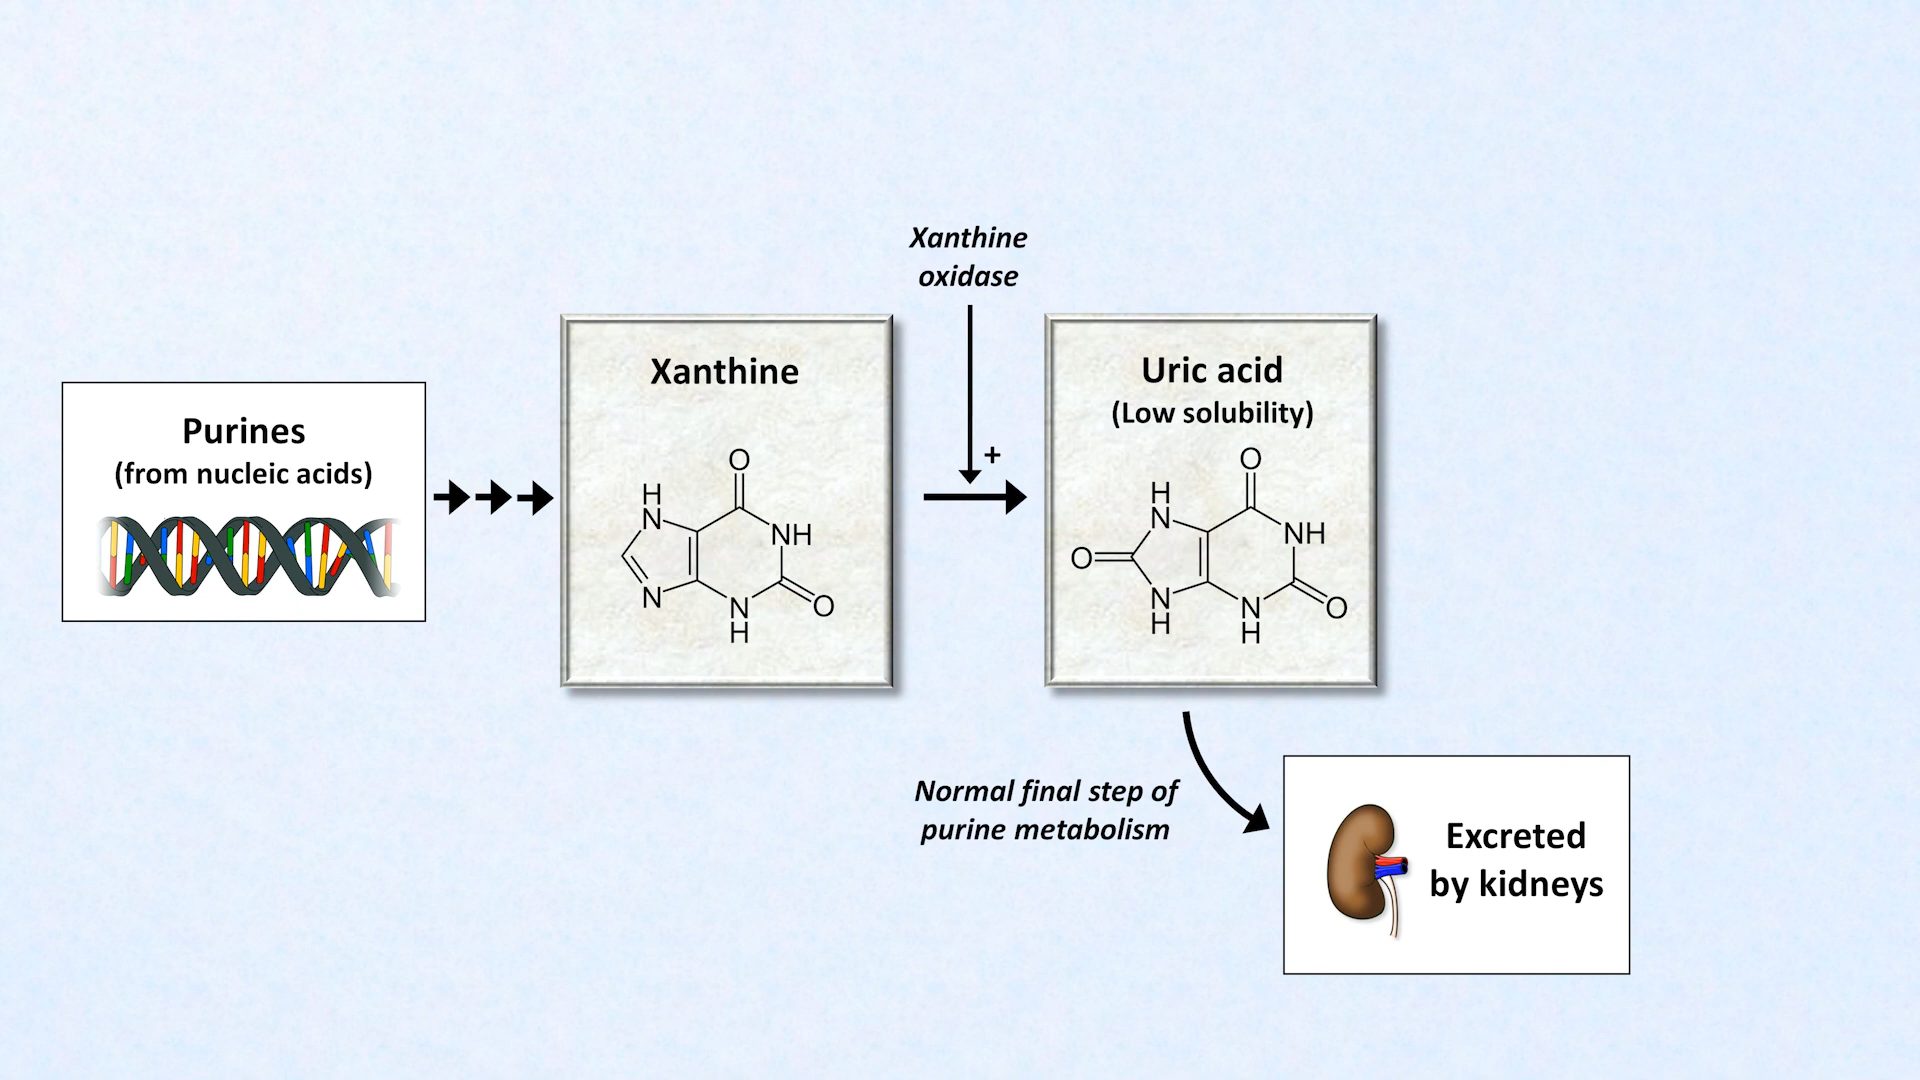 Xanthine
oxidase
Purines
(from nucleic acids)
Xanthine
O
H
N
NH
N
N
H
O
+
Uric acid
(Low solubility)
O
H
N
NH
O
N
H
N
H
O
Normal final step of
purine metabolism
Excreted
by kidneys